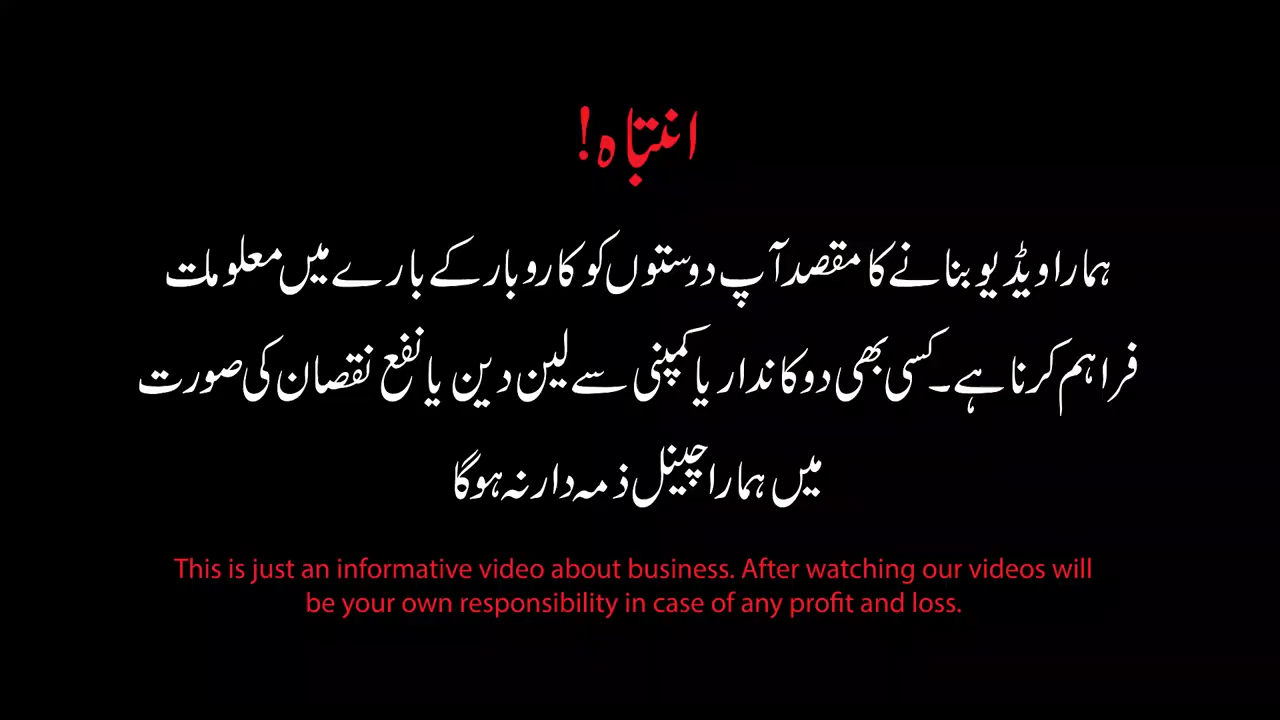 انتباہ!
ہمارا ویڈیو بنانے کا مقصد آپ دوستوں کو کاروبار کے بارے میں معلومات
فراہم کرنا ہے۔ کسی بھی دوکاندار یا کمپنی سے لین دین یا نفع نقصان کی صورت
میں ہمارا چینل ذمہ دار نہ ہوگا
This is just an informative video about business. After watching our videos will
be your own responsibility in case of any profit and loss.